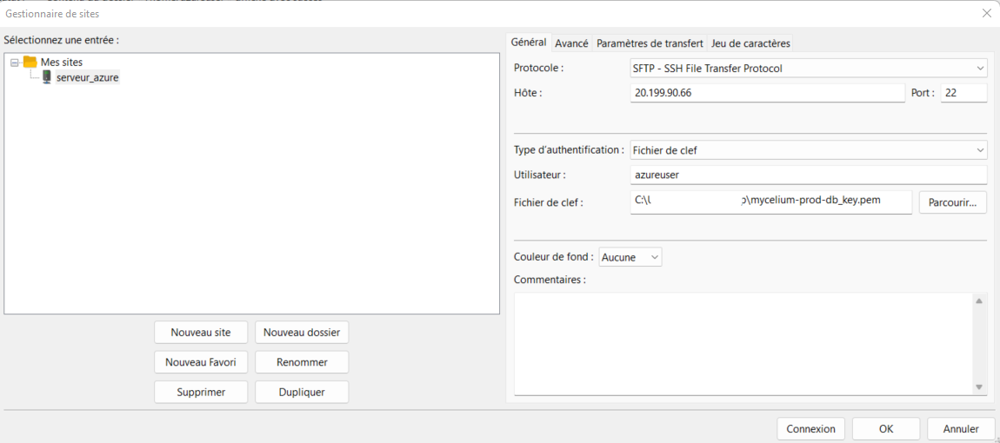 Gestionnaire de sites
Sélectionnez une entrée :
Mes sites
serveur_azure
Nouveau site
Nouveau dossier
Nouveau Favori
Renommer
Supprimer
Dupliquer
Général
Avancé
Paramètres de transfert
Jeu de caractères
Protocole :
SFTP - SSH File Transfer Protocol
Hôte :
20.199.90.66
Port :
22
Type d'authentification :
Fichier de clef
Utilisateur :
azureuser
Fichier de clef :
C:\
\mycelium-prod-db_key.pem
Parcourir...
Couleur de fond :
Aucune
Commentaires :
Connexion
OK
Annuler